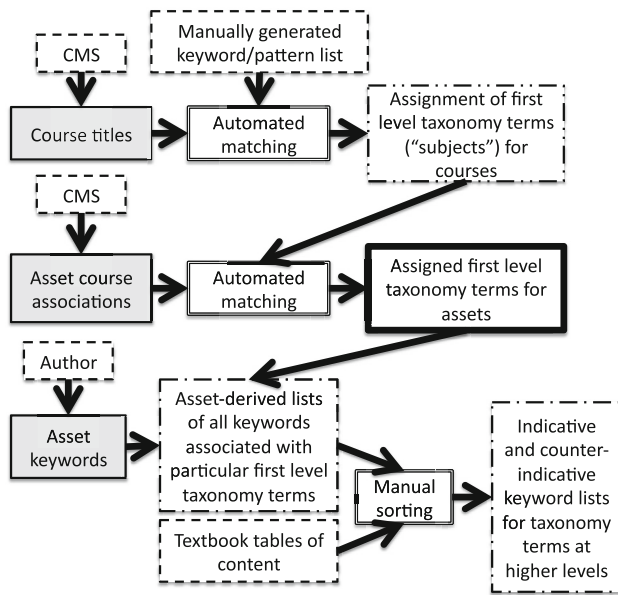 Manually generated
keyword/pattern list
CMS
Course titles
Automated
matching
Assignment of first
level taxonomy terms
(“subjects”) for
courses
CMS
Asset course
associations
Automated
matching
Assigned first level
taxonomy terms for
assets
Author
Asset
keywords
Asset-derived lists
of all keywords
associated with
particular first level
taxonomy terms
Textbook tables of
content
Manual
sorting
Indicative
and counter-
indicative
keyword lists
for taxonomy
terms at
higher levels